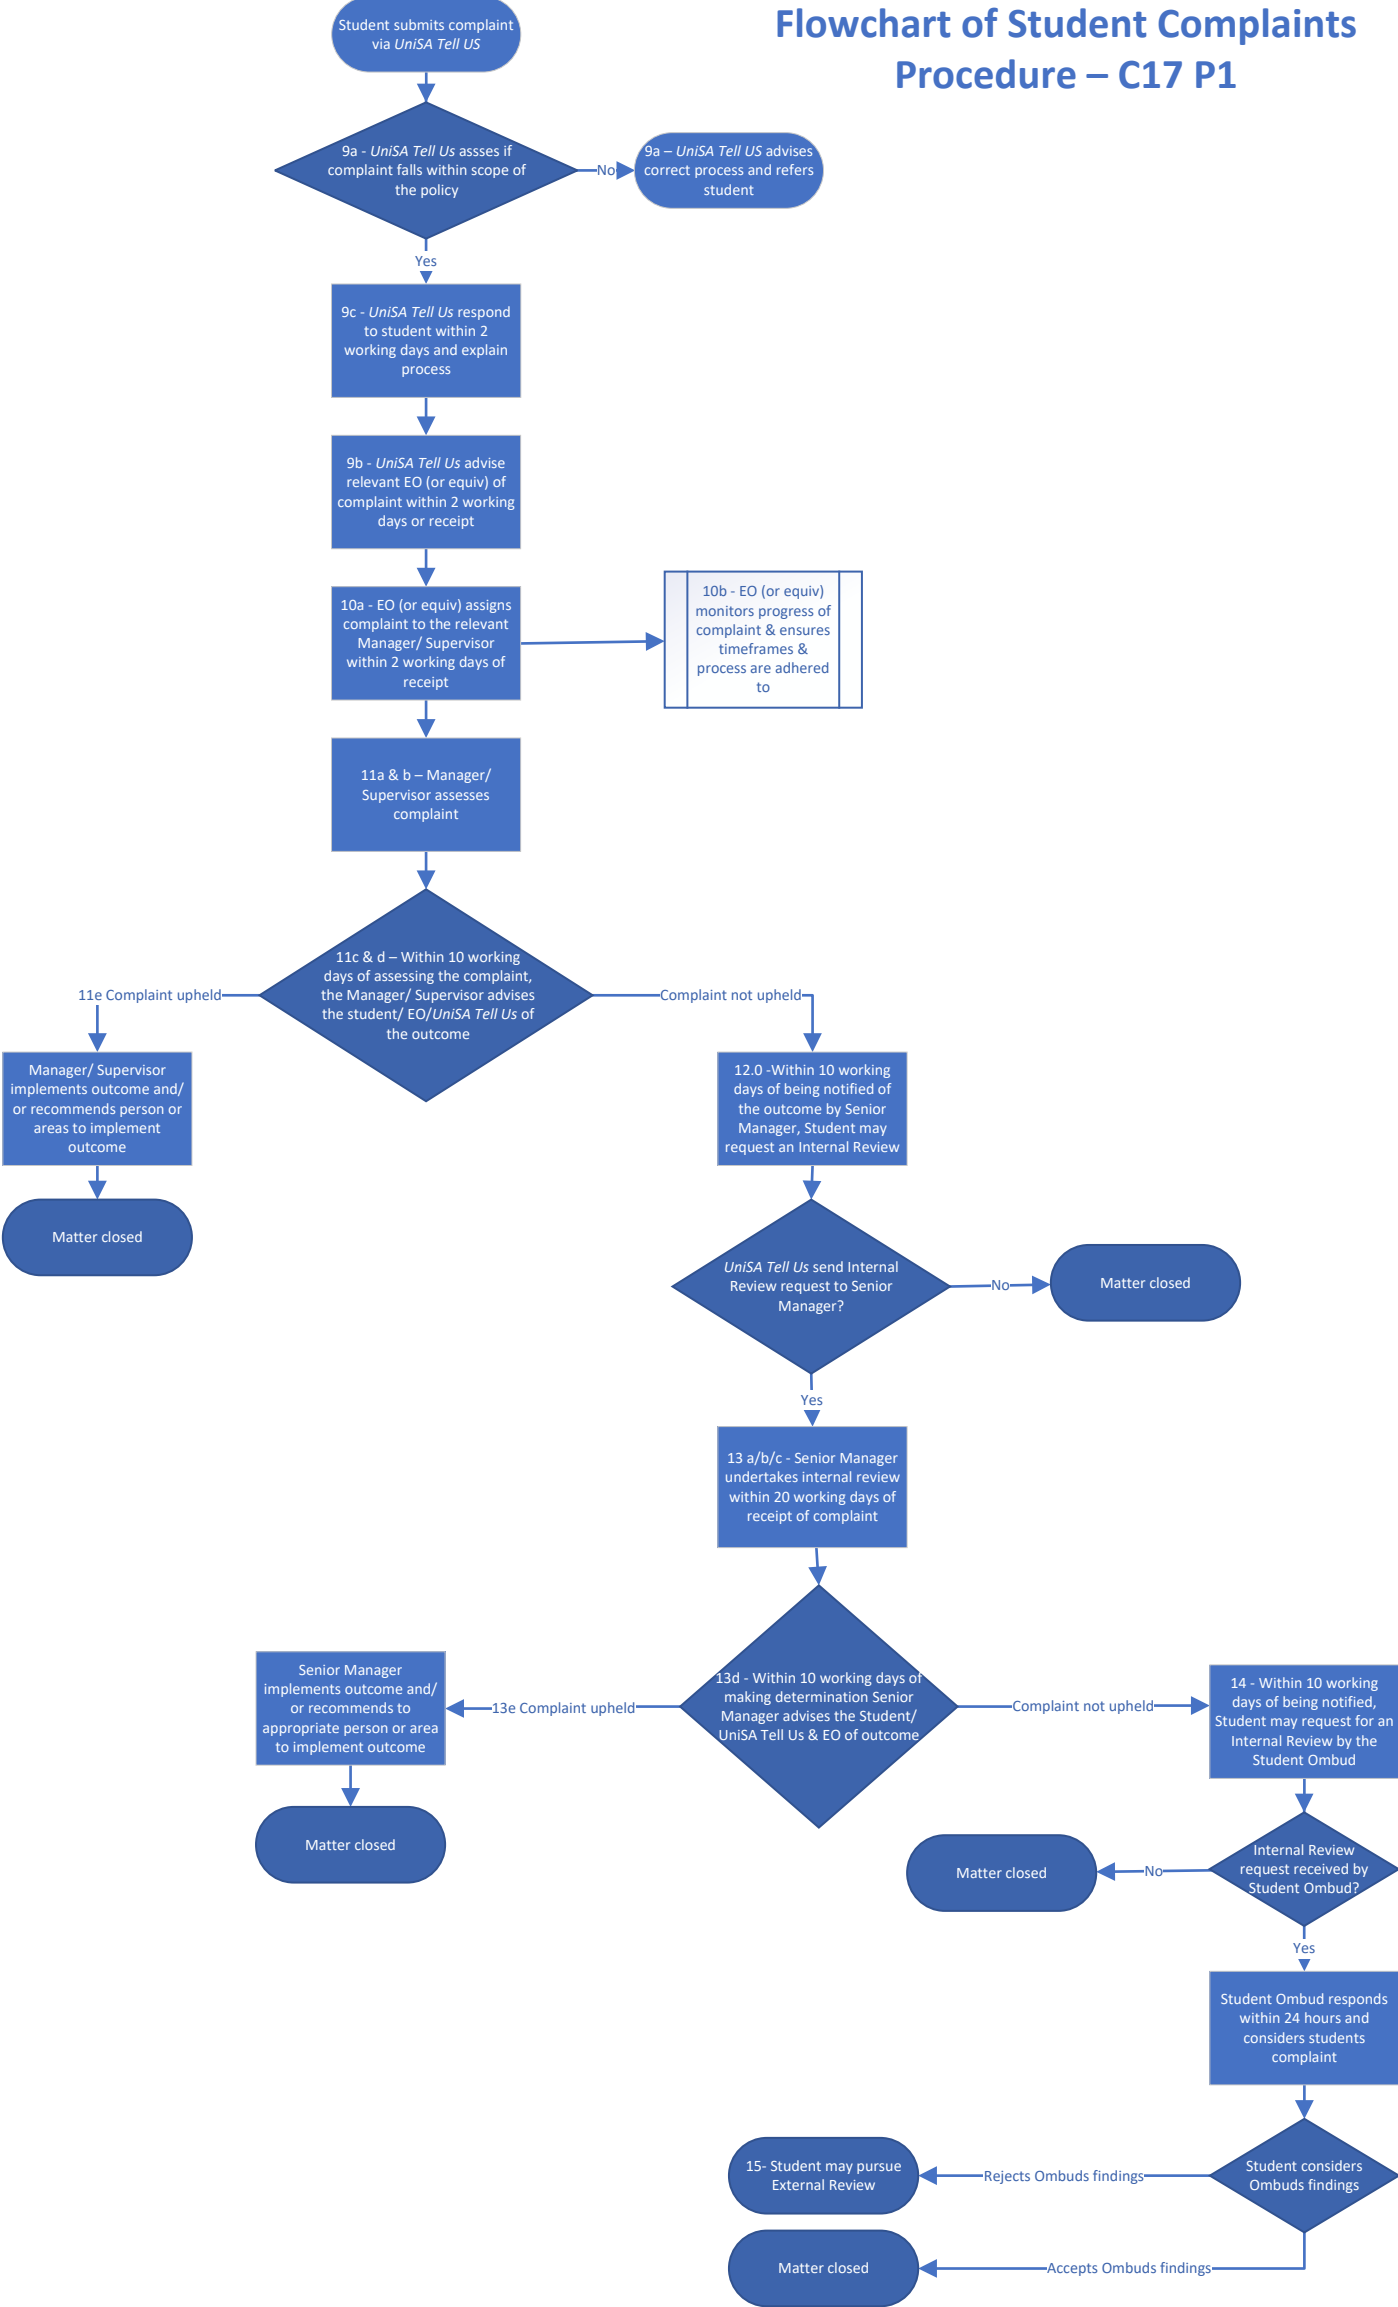 Flowchart of Student Complaints
Procedure – C17 P1
Student submits complaint
via UniSA Tell US
9a - UniSA Tell Us assses if
complaint falls within scope of
the policy
No
9a – UniSA Tell US advises
correct process and refers
student
Yes
9c - UniSA Tell Us respond
to student within 2
working days and explain
process
9b - UniSA Tell Us advise
relevant EO (or equiv) of
complaint within 2 working
days or receipt
10a - EO (or equiv) assigns
complaint to the relevant
Manager/ Supervisor
within 2 working days of
receipt
10b - EO (or equiv)
monitors progress of
complaint & ensures
timeframes &
process are adhered
to
11a & b – Manager/
Supervisor assesses
complaint
11c & d – Within 10 working
days of assessing the complaint,
the Manager/ Supervisor advises
the student/ EO/UniSA Tell Us of
the outcome
11e Complaint upheld
Complaint not upheld
Manager/ Supervisor
implements outcome and/
or recommends person or
areas to implement
outcome
Matter closed
12.0 -Within 10 working
days of being notified of
the outcome by Senior
Manager, Student may
request an Internal Review
UniSA Tell Us send Internal
Review request to Senior
Manager?
No
Matter closed
Yes
13 a/b/c - Senior Manager
undertakes internal review
within 20 working days of
receipt of complaint
13d - Within 10 working days of
making determination Senior
Manager advises the Student/
UniSA Tell Us & EO of outcome
13e Complaint upheld
Senior Manager
implements outcome and/
or recommends to
appropriate person or area
to implement outcome
Matter closed
Complaint not upheld
14 - Within 10 working
days of being notified,
Student may request for an
Internal Review by the
Student Ombud
Internal Review
request received by
Student Ombud?
No
Matter closed
Yes
Student Ombud responds
within 24 hours and
considers students
complaint
Student considers
Ombuds findings
Rejects Ombuds findings
15- Student may pursue
External Review
Accepts Ombuds findings
Matter closed